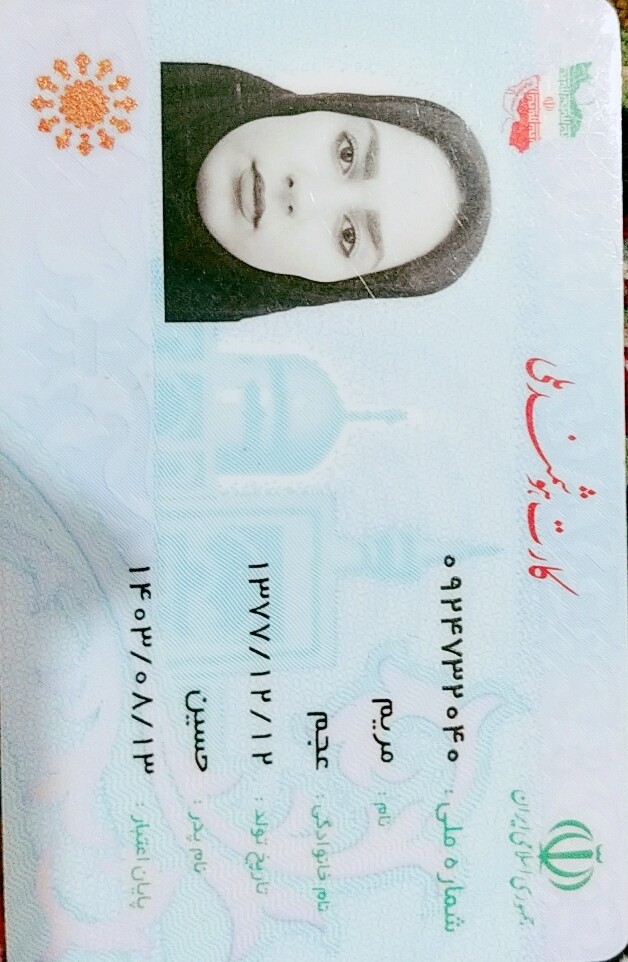 جمهوری اسلامی ایران
کارت هوشمند ملی
شماره ملی: ۰۹۲۴۷۳۲۰۴۰
نام: مریم
نام خانوادگی: عجم
تاریخ تولد: ۱۳۷۷/۱۲/۱۲
نام پدر: حسین
پایان اعتبار: ۱۴۰۳/۰۸/۱۳